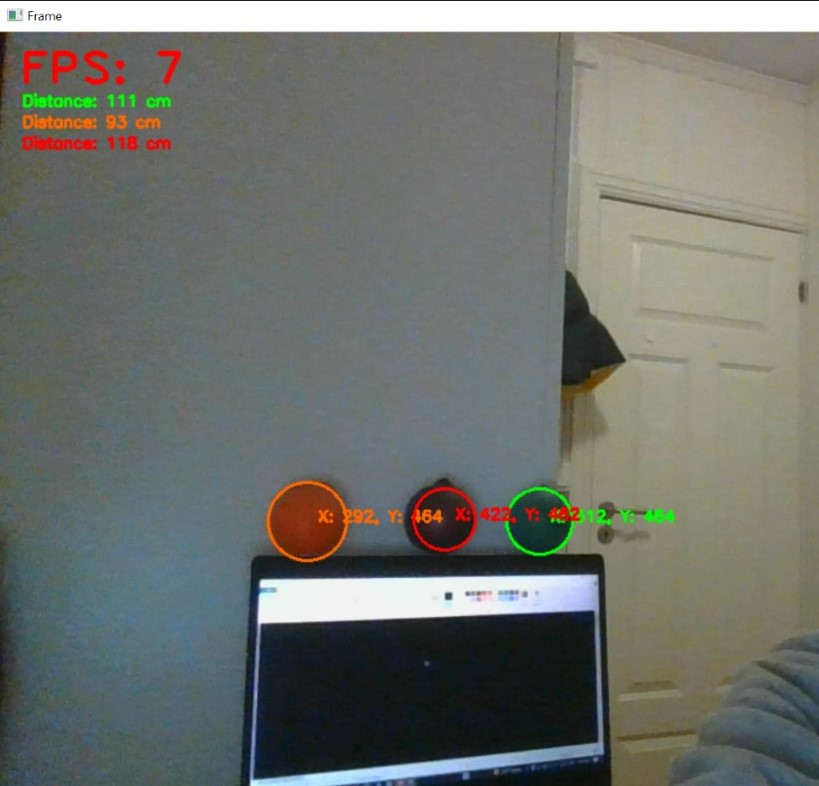 Frame
FPS: 7
Distance: 111 cm
Distance: 93 cm
Distance: 118 cm
X: 292, Y: 464
X: 422, Y: 462
X: 512, Y: 464